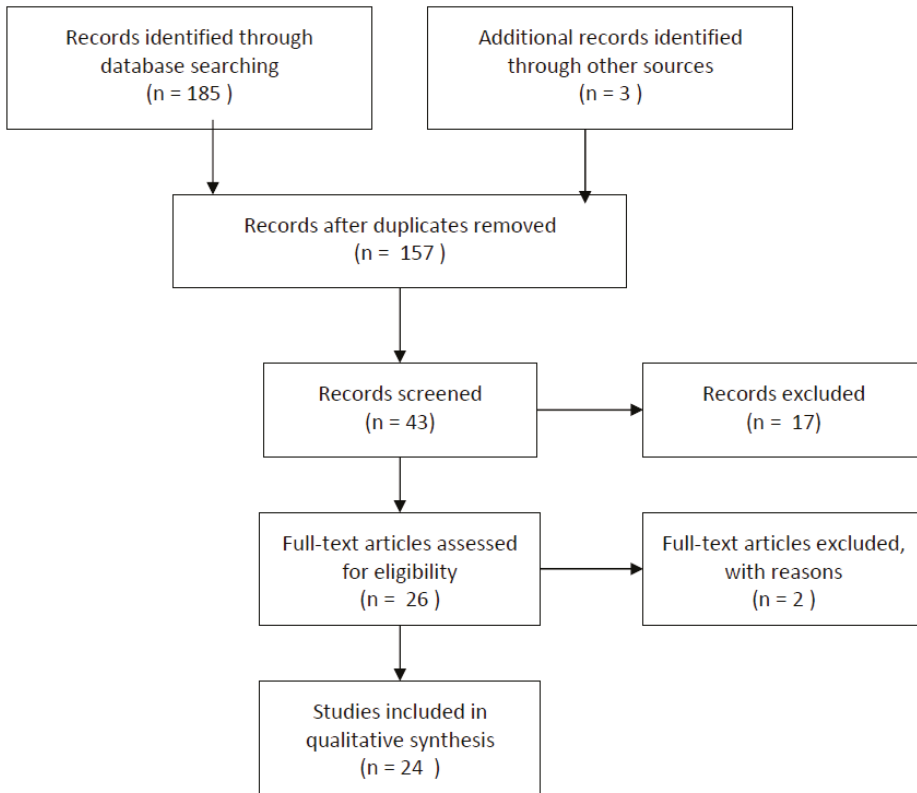 Records identified through
database searching
(n = 185 )
Additional records identified
through other sources
(n = 3 )
Records after duplicates removed
(n = 157 )
Records screened
(n = 43)
Records excluded
(n = 17)
Full-text articles assessed
for eligibility
(n = 26 )
Full-text articles excluded,
with reasons
(n = 2 )
Studies included in
qualitative synthesis
(n = 24 )